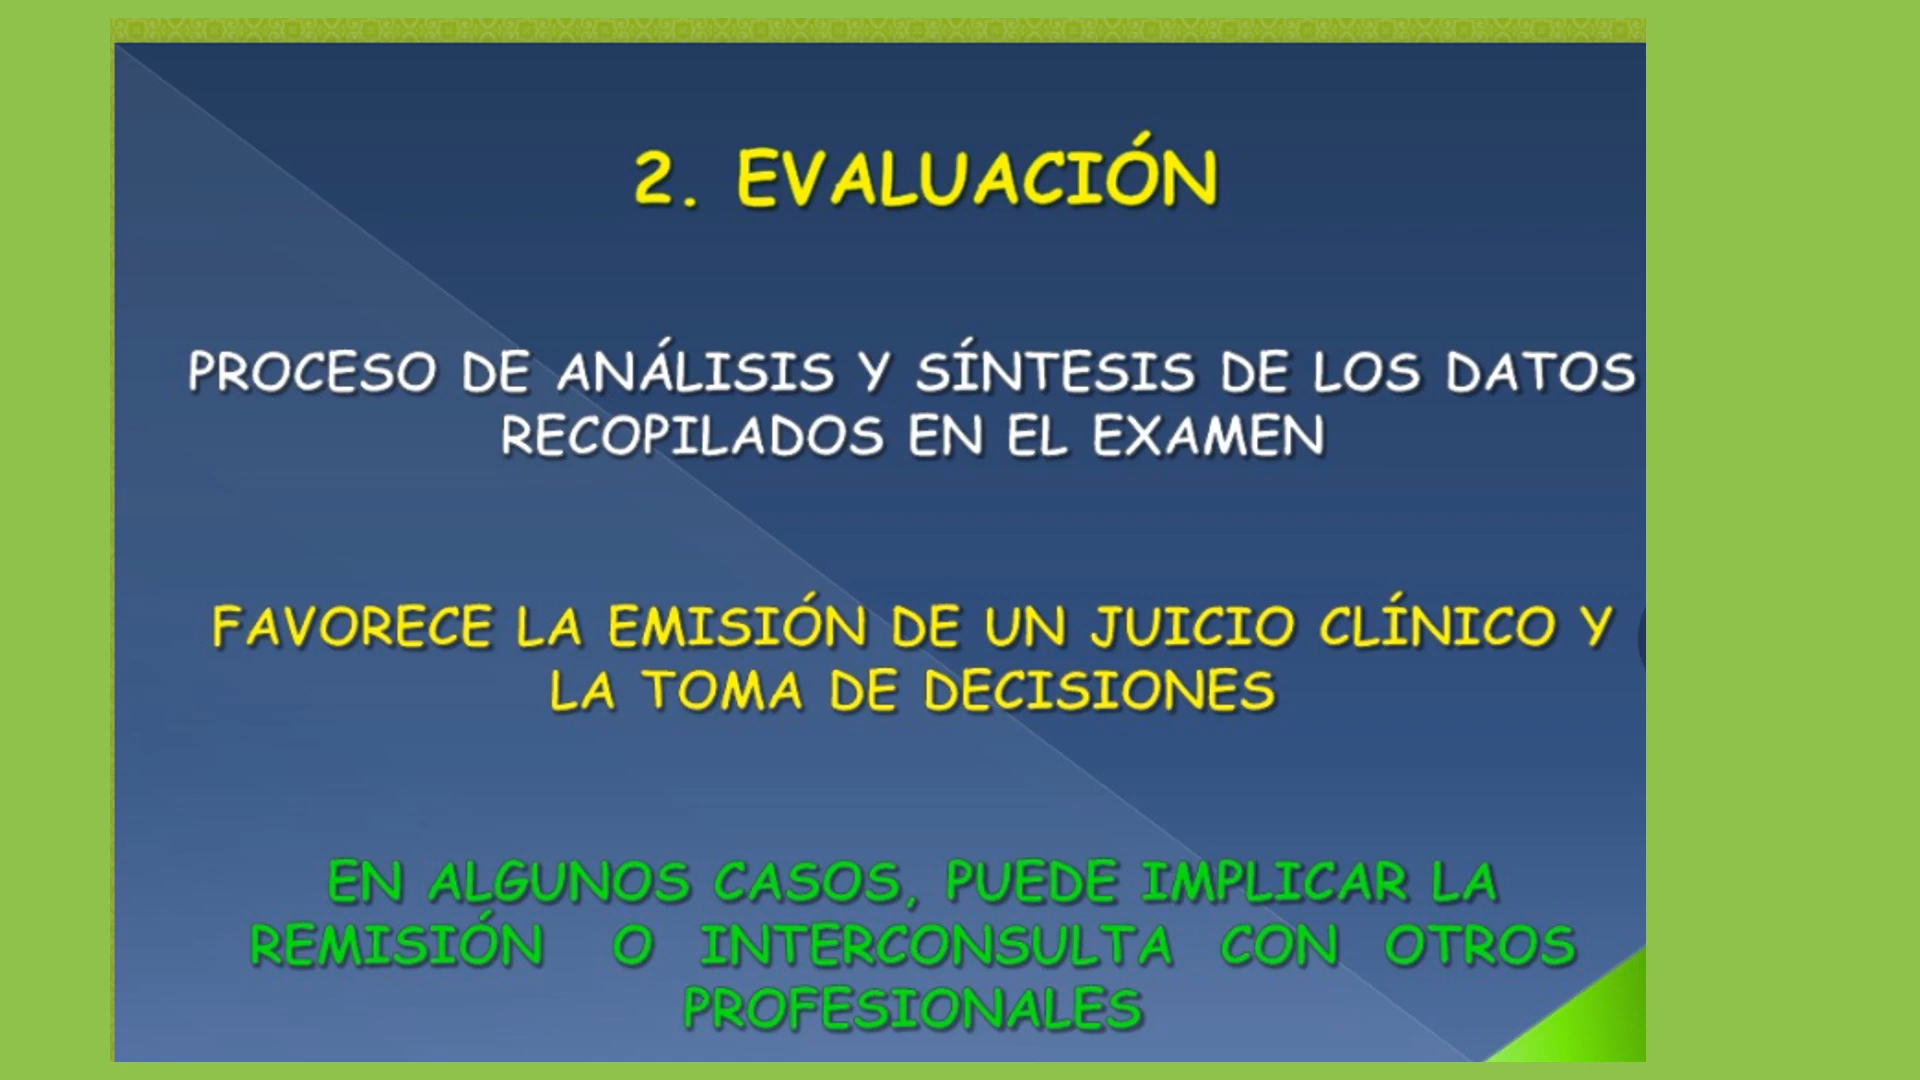 2. EVALUACIÓN
PROCESO DE ANÁLISIS Y SÍNTESIS DE LOS DATOS
RECOPILADOS EN EL EXAMEN
FAVORECE LA EMISIÓN DE UN JUICIO CLÍNICO Y
LA TOMA DE DECISIONES
EN ALGUNOS CASOS, PUEDE IMPLICAR LA
REMISIÓN O INTERCONSULTA CON OTROS
PROFESIONALES